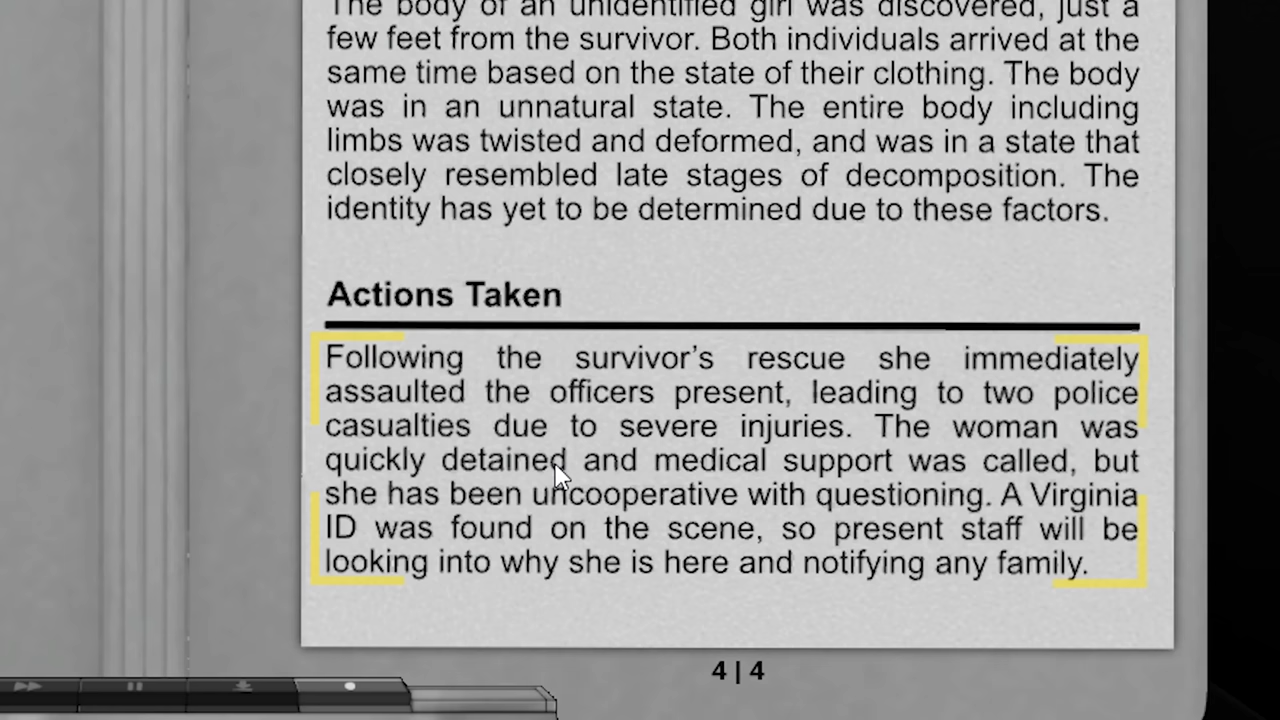 The body of an unidentified girl was discovered, just a
few feet from the survivor. Both individuals arrived at the
same time based on the state of their clothing. The body
was in an unnatural state. The entire body including
limbs was twisted and deformed, and was in a state that
closely resembled late stages of decomposition. The
identity has yet to be determined due to these factors.
Actions Taken
Following the survivor’s rescue she immediately
assaulted the officers present, leading to two police
casualties due to severe injuries. The woman was
quickly detained and medical support was called, but
she has been uncooperative with questioning. A Virginia
ID was found on the scene, so present staff will be
looking into why she is here and notifying any family.
4 | 4